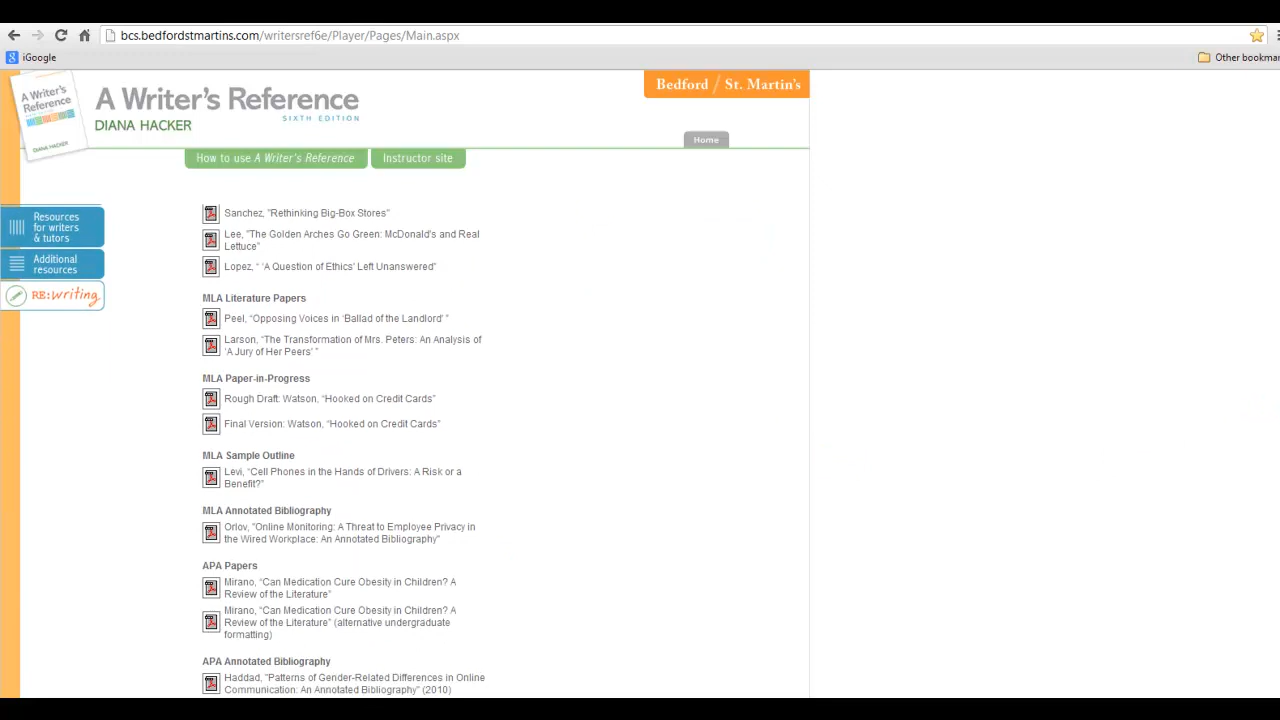 bcs.bedfordstmartins.com/writersref6e/Player/Pages/Main.aspx
iGoogle
Other bookmar
A Writer's Reference
DIANA HACKER
A Writer's Reference
SIXTH EDITION
DIANA HACKER
Bedford / St. Martin's
Home
How to use A Writer's Reference
Instructor site
Resources
for writers
& tutors
Additional
resources
RE:writing
Sanchez, "Rethinking Big-Box Stores"
Lee, "The Golden Arches Go Green: McDonald's and Real
Lettuce"
Lopez, “ ‘A Question of Ethics’ Left Unanswered”
MLA Literature Papers
Peel, “Opposing Voices in ‘Ballad of the Landlord’ ”
Larson, “The Transformation of Mrs. Peters: An Analysis of
‘A Jury of Her Peers’ ”
MLA Paper-in-Progress
Rough Draft: Watson, “Hooked on Credit Cards”
Final Version: Watson, “Hooked on Credit Cards”
MLA Sample Outline
Levi, “Cell Phones in the Hands of Drivers: A Risk or a
Benefit?”
MLA Annotated Bibliography
Orlov, "Online Monitoring: A Threat to Employee Privacy in
the Wired Workplace: An Annotated Bibliography"
APA Papers
Mirano, “Can Medication Cure Obesity in Children? A
Review of the Literature”
Mirano, “Can Medication Cure Obesity in Children? A
Review of the Literature” (alternative undergraduate
formatting)
APA Annotated Bibliography
Haddad, "Patterns of Gender-Related Differences in Online
Communication: An Annotated Bibliography" (2010)